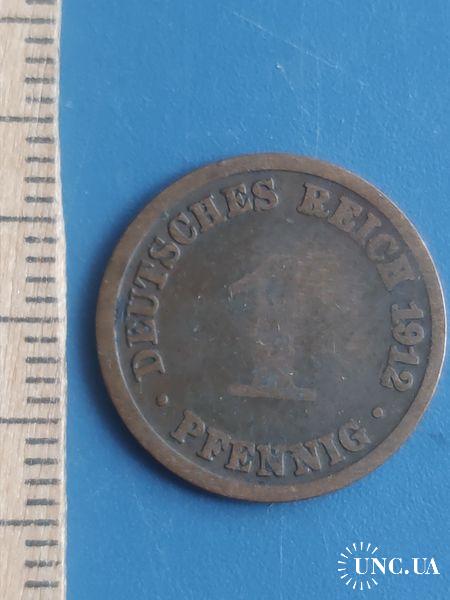 DEUTSCHES REICH 1912
1
· PFENNIG ·
UNC.UA